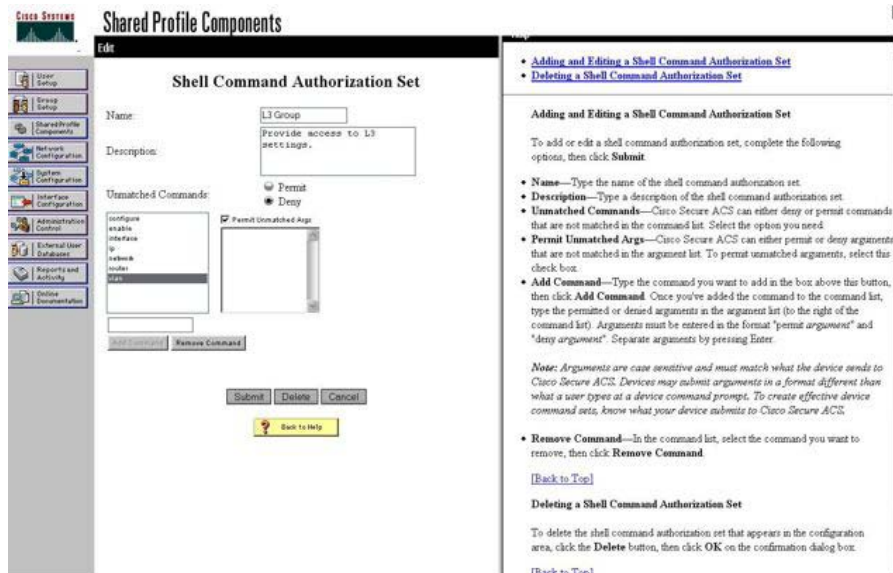 CISCO SYSTEMS
Shared Profile Components
Edit
User Setup
Group Setup
Shared Profile Components
Network Configuration
System Configuration
Interface Configuration
Administration Control
External User Databases
Reports and Activity
Online Documentation
Shell Command Authorization Set
Name:
L3 Group
Description:
Provide access to L3
settings.
Unmatched Commands:
Permit
Deny
Permit Unmatched Args
configure
enable
interface
ip
network
router
vlan
Add Command
Remove Command
Submit
Delete
Cancel
Back to Help
Help
• Adding and Editing a Shell Command Authorization Set
• Deleting a Shell Command Authorization Set
Adding and Editing a Shell Command Authorization Set
To add or edit a shell command authorization set, complete the following
options, then click Submit.
• Name—Type the name of the shell command authorization set.
• Description—Type a description of the shell command authorization set.
• Unmatched Commands—Cisco Secure ACS can either deny or permit commands
that are not matched in the command list. Select the option you need.
• Permit Unmatched Args—Cisco Secure ACS can either permit or deny arguments
that are not matched in the argument list. To permit unmatched arguments, select this
check box.
• Add Command—Type the command you want to add in the box above this button,
then click Add Command. Once you've added the command to the command list,
type the permitted or denied arguments in the argument list (to the right of the
command list). Arguments must be entered in the format "permit argument" and
"deny argument". Separate arguments by pressing Enter.
Note: Arguments are case sensitive and must match what the device sends to
Cisco Secure ACS. Devices may submit arguments in a format different than
what a user types at a device command prompt. To create effective device
command sets, know what your device submits to Cisco Secure ACS.
• Remove Command—In the command list, select the command you want to
remove, then click Remove Command.
[Back to Top]
Deleting a Shell Command Authorization Set
To delete the shell command authorization set that appears in the configuration
area, click the Delete button, then click OK on the confirmation dialog box.
[Back to Top]